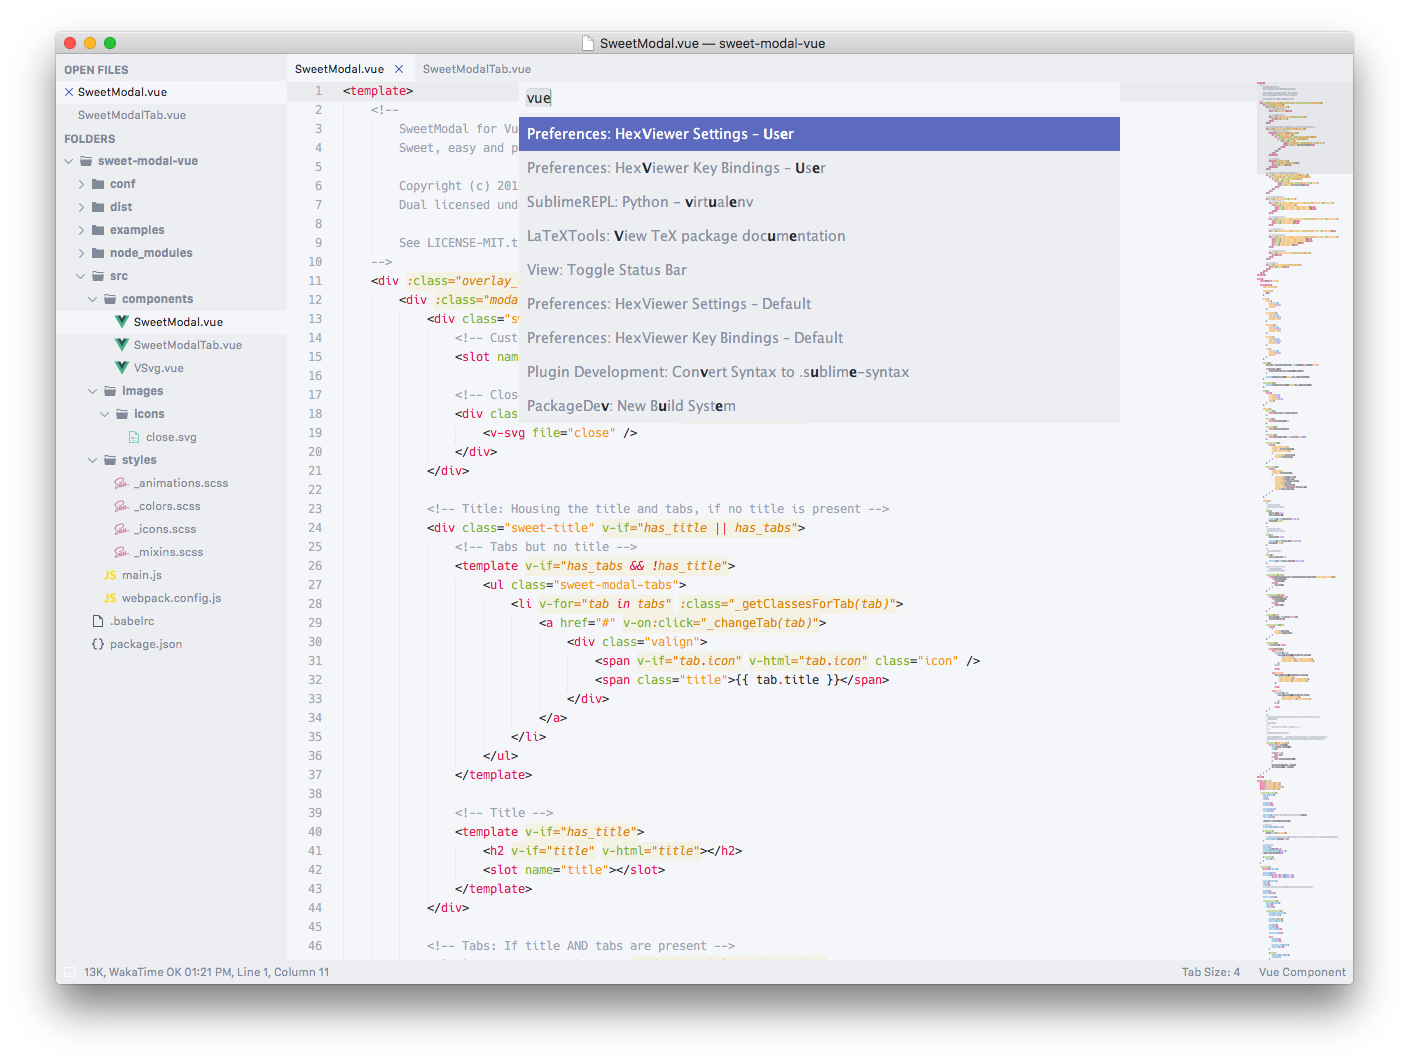 SweetModal.vue — sweet-modal-vue
OPEN FILES
SweetModal.vue
SweetModalTab.vue
FOLDERS
sweet-modal-vue
conf
dist
examples
node_modules
src
components
SweetModal.vue
SweetModalTab.vue
VSvg.vue
images
icons
close.svg
styles
_animations.scss
_colors.scss
_icons.scss
_mixins.scss
JS main.js
JS webpack.config.js
.babelrc
{} package.json
SweetModal.vue SweetModalTab.vue
vue
Preferences: HexViewer Settings – User
Preferences: HexViewer Key Bindings – User
SublimeREPL: Python – virtualenv
LaTeXTools: View TeX package documentation
View: Toggle Status Bar
Preferences: HexViewer Settings – Default
Preferences: HexViewer Key Bindings – Default
Plugin Development: Convert Syntax to .sublime-syntax
PackageDev: New Build System
1 <template>
2 <!--
3 SweetModal for Vu
4 Sweet, easy and p
5
6 Copyright (c) 201
7 Dual licensed und
8
9 See LICENSE-MIT.t
10 -->
11 <div :class="overlay_
12 <div :class="moda
13 <div class="s
14 <!-- Cust
15 <slot nam
16
17 <!-- Clos
18 <div clas
19 <v-svg file="close" />
20 </div>
21 </div>
22
23 <!-- Title: Housing the title and tabs, if no title is present -->
24 <div class="sweet-title" v-if="has_title || has_tabs">
25 <!-- Tabs but no title -->
26 <template v-if="has_tabs && !has_title">
27 <ul class="sweet-modal-tabs">
28 <li v-for="tab in tabs" :class="_getClassesForTab(tab)">
29 <a href="#" v-on:click="_changeTab(tab)">
30 <div class="valign">
31 <span v-if="tab.icon" v-html="tab.icon" class="icon" />
32 <span class="title">{{ tab.title }}</span>
33 </div>
34 </a>
35 </li>
36 </ul>
37 </template>
38
39 <!-- Title -->
40 <template v-if="has_title">
41 <h2 v-if="title" v-html="title"></h2>
42 <slot name="title"></slot>
43 </template>
44 </div>
45
46 <!-- Tabs: If title AND tabs are present -->
13K, WakaTime OK 01:21 PM, Line 1, Column 11
Tab Size: 4 Vue Component